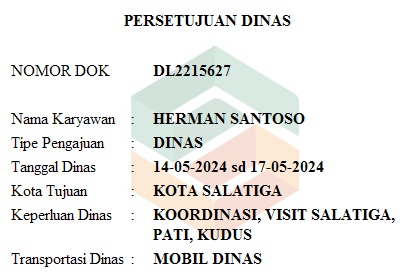 PERSETUJUAN DINAS
NOMOR DOK DL2215627
Nama Karyawan : HERMAN SANTOSO
Tipe Pengajuan : DINAS
Tanggal Dinas : 14-05-2024 sd 17-05-2024
Kota Tujuan : KOTA SALATIGA
Keperluan Dinas : KOORDINASI, VISIT SALATIGA,
PATI, KUDUS
Transportasi Dinas : MOBIL DINAS